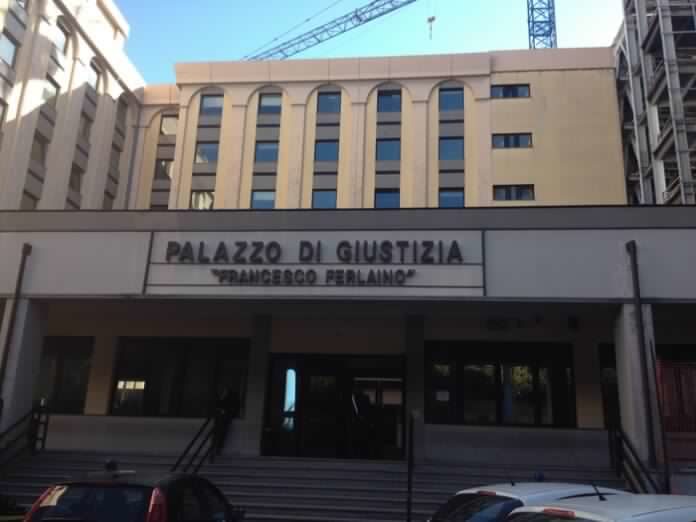 PALAZZO DI GIUSTIZIA
"FRANCESCO FERLAINO"